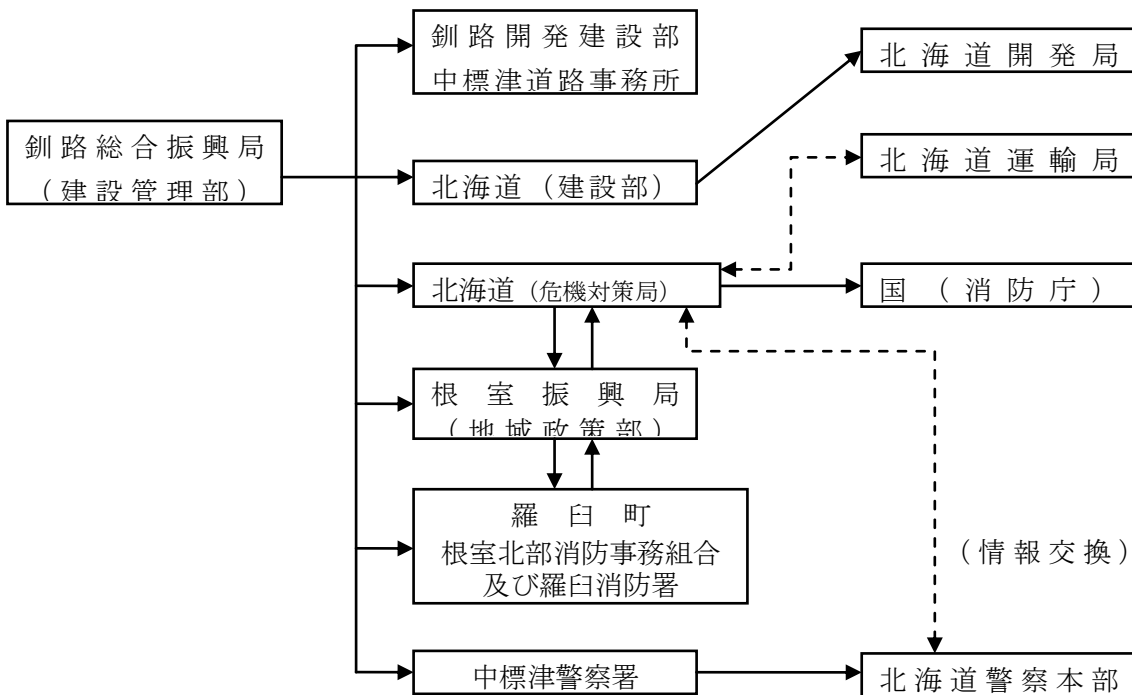 釧路開発建設部
中標津道路事務所
北海道開発局
釧路総合振興局
（建設管理部）
北海道（建設部）
北海道運輸局
北海道（危機対策局）
国（消防庁）
根室振興局
（地域政策部）
羅臼町
根室北部消防事務組合
及び羅臼消防署
（情報交換）
中標津警察署
北海道警察本部